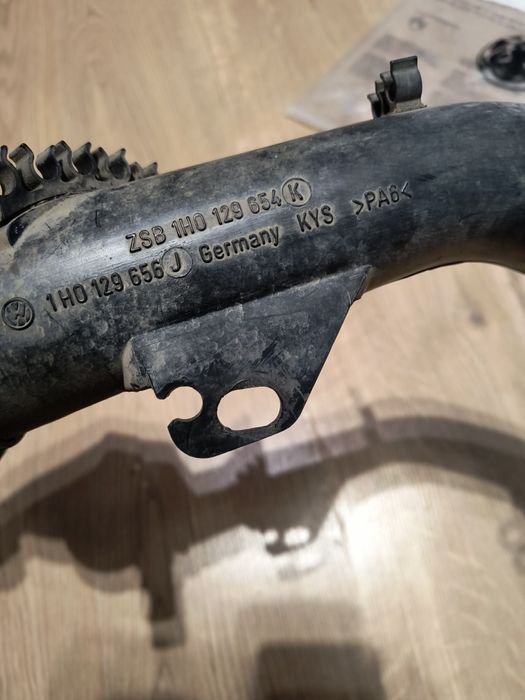 ZSB 1H0 129 654 K
1H0 129 656 J Germany KYS >PA6<